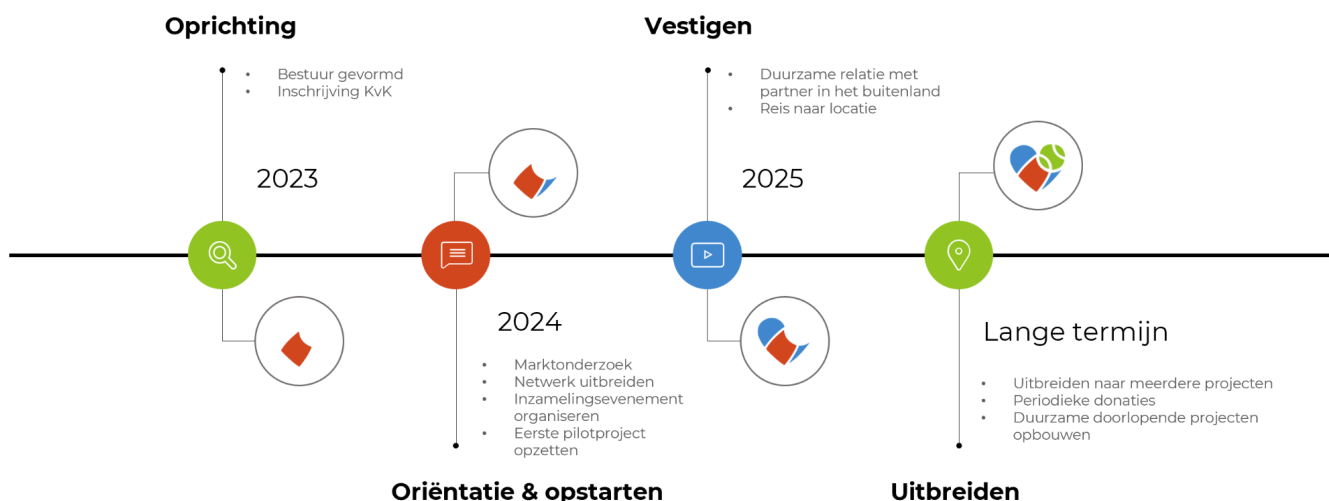 Oprichting
• Bestuur gevormd
• Inschrijving KvK
2023
2024
• Marktonderzoek
• Netwerk uitbreiden
• Inzamelingsevenement
organiseren
• Eerste pilotproject
opzetten
Oriëntatie & opstarten
Vestigen
• Duurzame relatie met
partner in het buitenland
• Reis naar locatie
2025
Lange termijn
• Uitbreiden naar meerdere projecten
• Periodieke donaties
• Duurzame doorlopende projecten
opbouwen
Uitbreiden